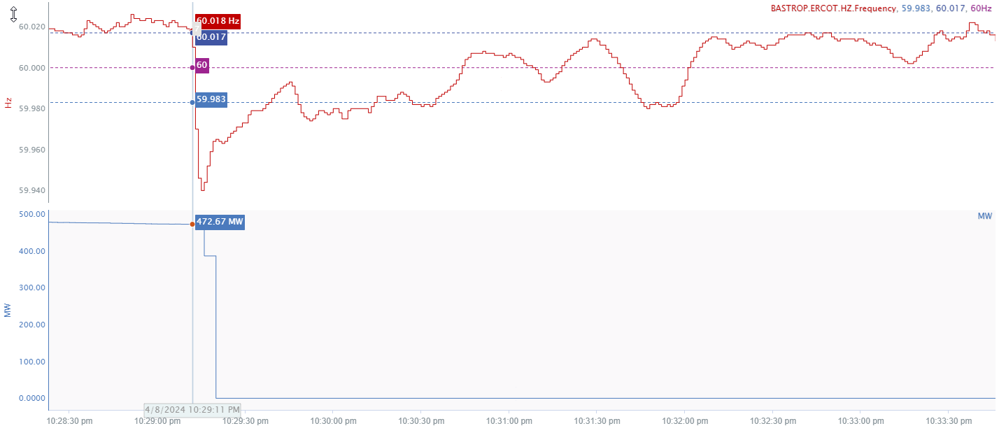 BASTROP.ERCOT.HZ.Frequency, 59.983, 60.017, 60Hz
60.018 Hz
60.020
60.017
60
60.000
59.983
59.980
Hz
59.960
59.940
500.00
MW
472.67 MW
400.00
300.00
MW
200.00
100.00
0.0000
4/8/2024 10:29:11 PM
10:28:30 pm 10:29:00 pm 10:29:30 pm 10:30:00 pm 10:30:30 pm 10:31:00 pm 10:31:30 pm 10:32:00 pm 10:32:30 pm 10:33:00 pm 10:33:30 pm